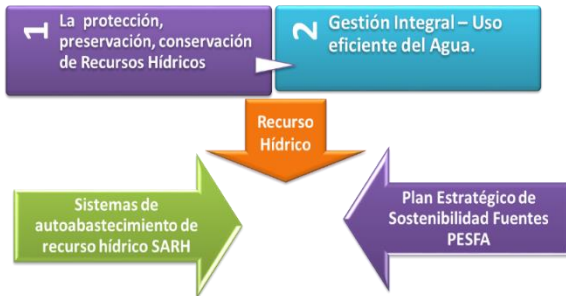 1
La protección,
preservación, conservación
de Recursos Hídricos
2
Gestión Integral – Uso
eficiente del Agua.
Recurso
Hídrico
Sistemas de
autoabastecimiento de
recurso hídrico SARH
Plan Estratégico de
Sostenibilidad Fuentes
PESFA